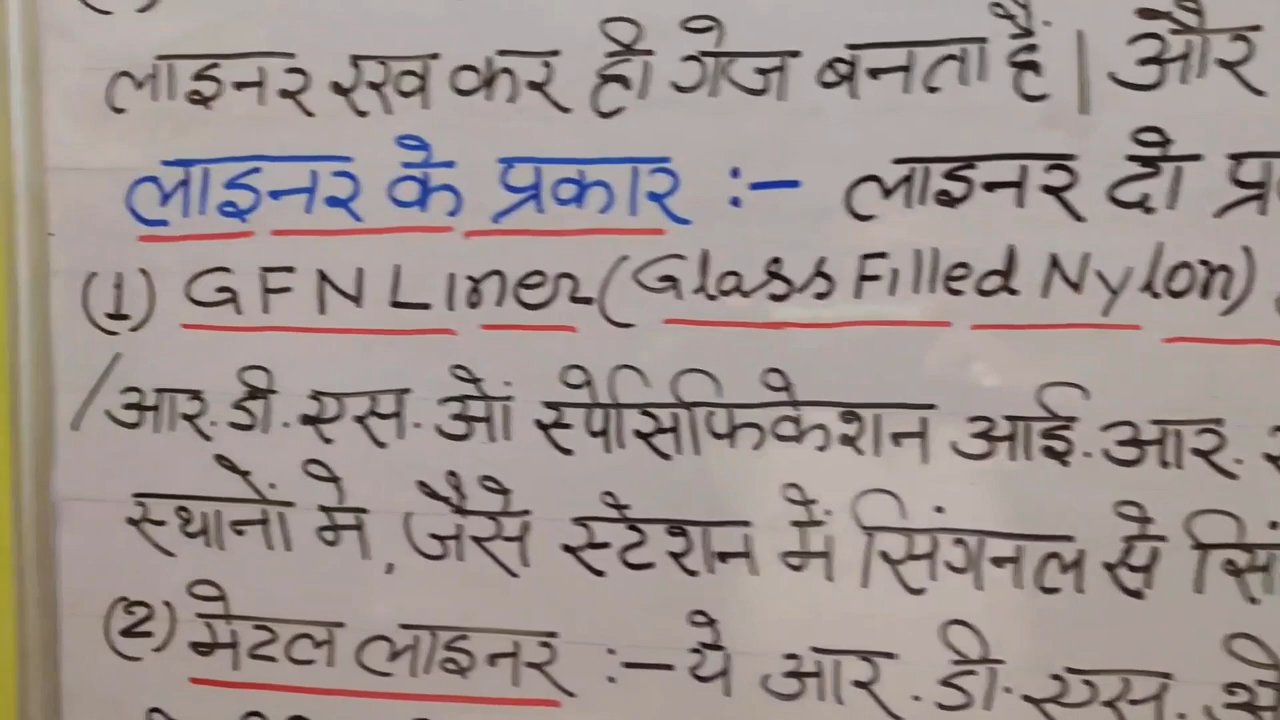 लाइनर रख कर ही गेज बनता है। और
लाइनर के प्रकार :- लाइनर दो प्र
(1) GFN Liner (Glass Filled Nylon)
/आर.डी.एस.ओ स्पेसिफिकेशन आई.आर.
स्थानों में, जैसे स्टेशन में सिंगनल से सिं
(2) मेटल लाइनर :- ये आर.डी.एस.